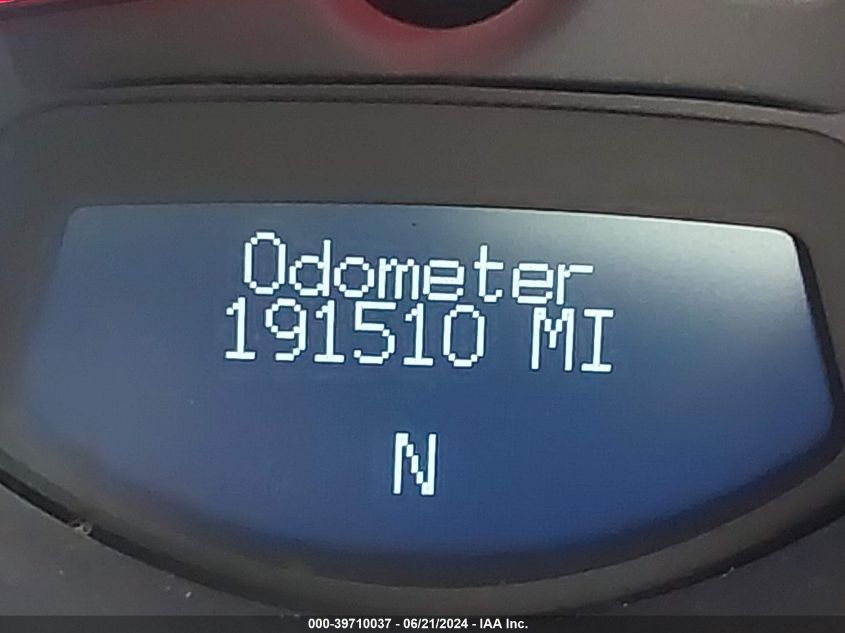 Odometer
191510 MI
N
000-39710037 - 06/21/2024 - IAA Inc.